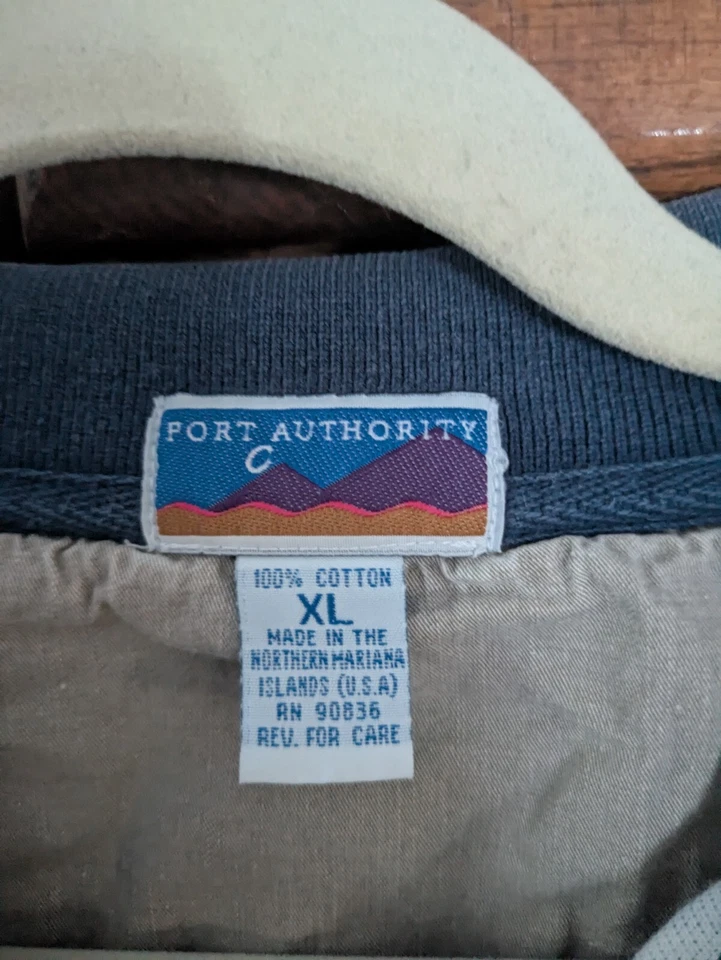 PORT AUTHORITY
C
100% COTTON
XL
MADE IN THE
NORTHERN MARIANA
ISLANDS (U.S.A)
RN 90836
REV. FOR CARE